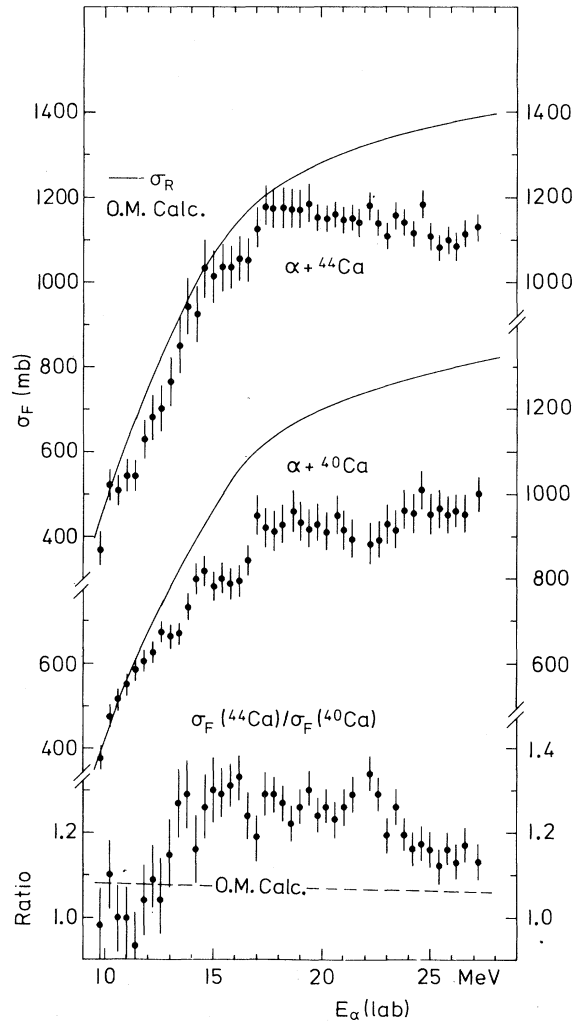 1400 1400
— σR
O.M. Calc.
1200 1200
α + ⁴⁴Ca
1000 1000
800
σF (mb)
600 1200
α + ⁴⁰Ca
400 1000
800
600 600
σF (⁴⁴Ca)/σF (⁴⁰Ca)
400 1.4
1.2 1.2
Ratio
O.M. Calc.
1.0 1.0
10 15 20 25 MeV
Eα (lab)